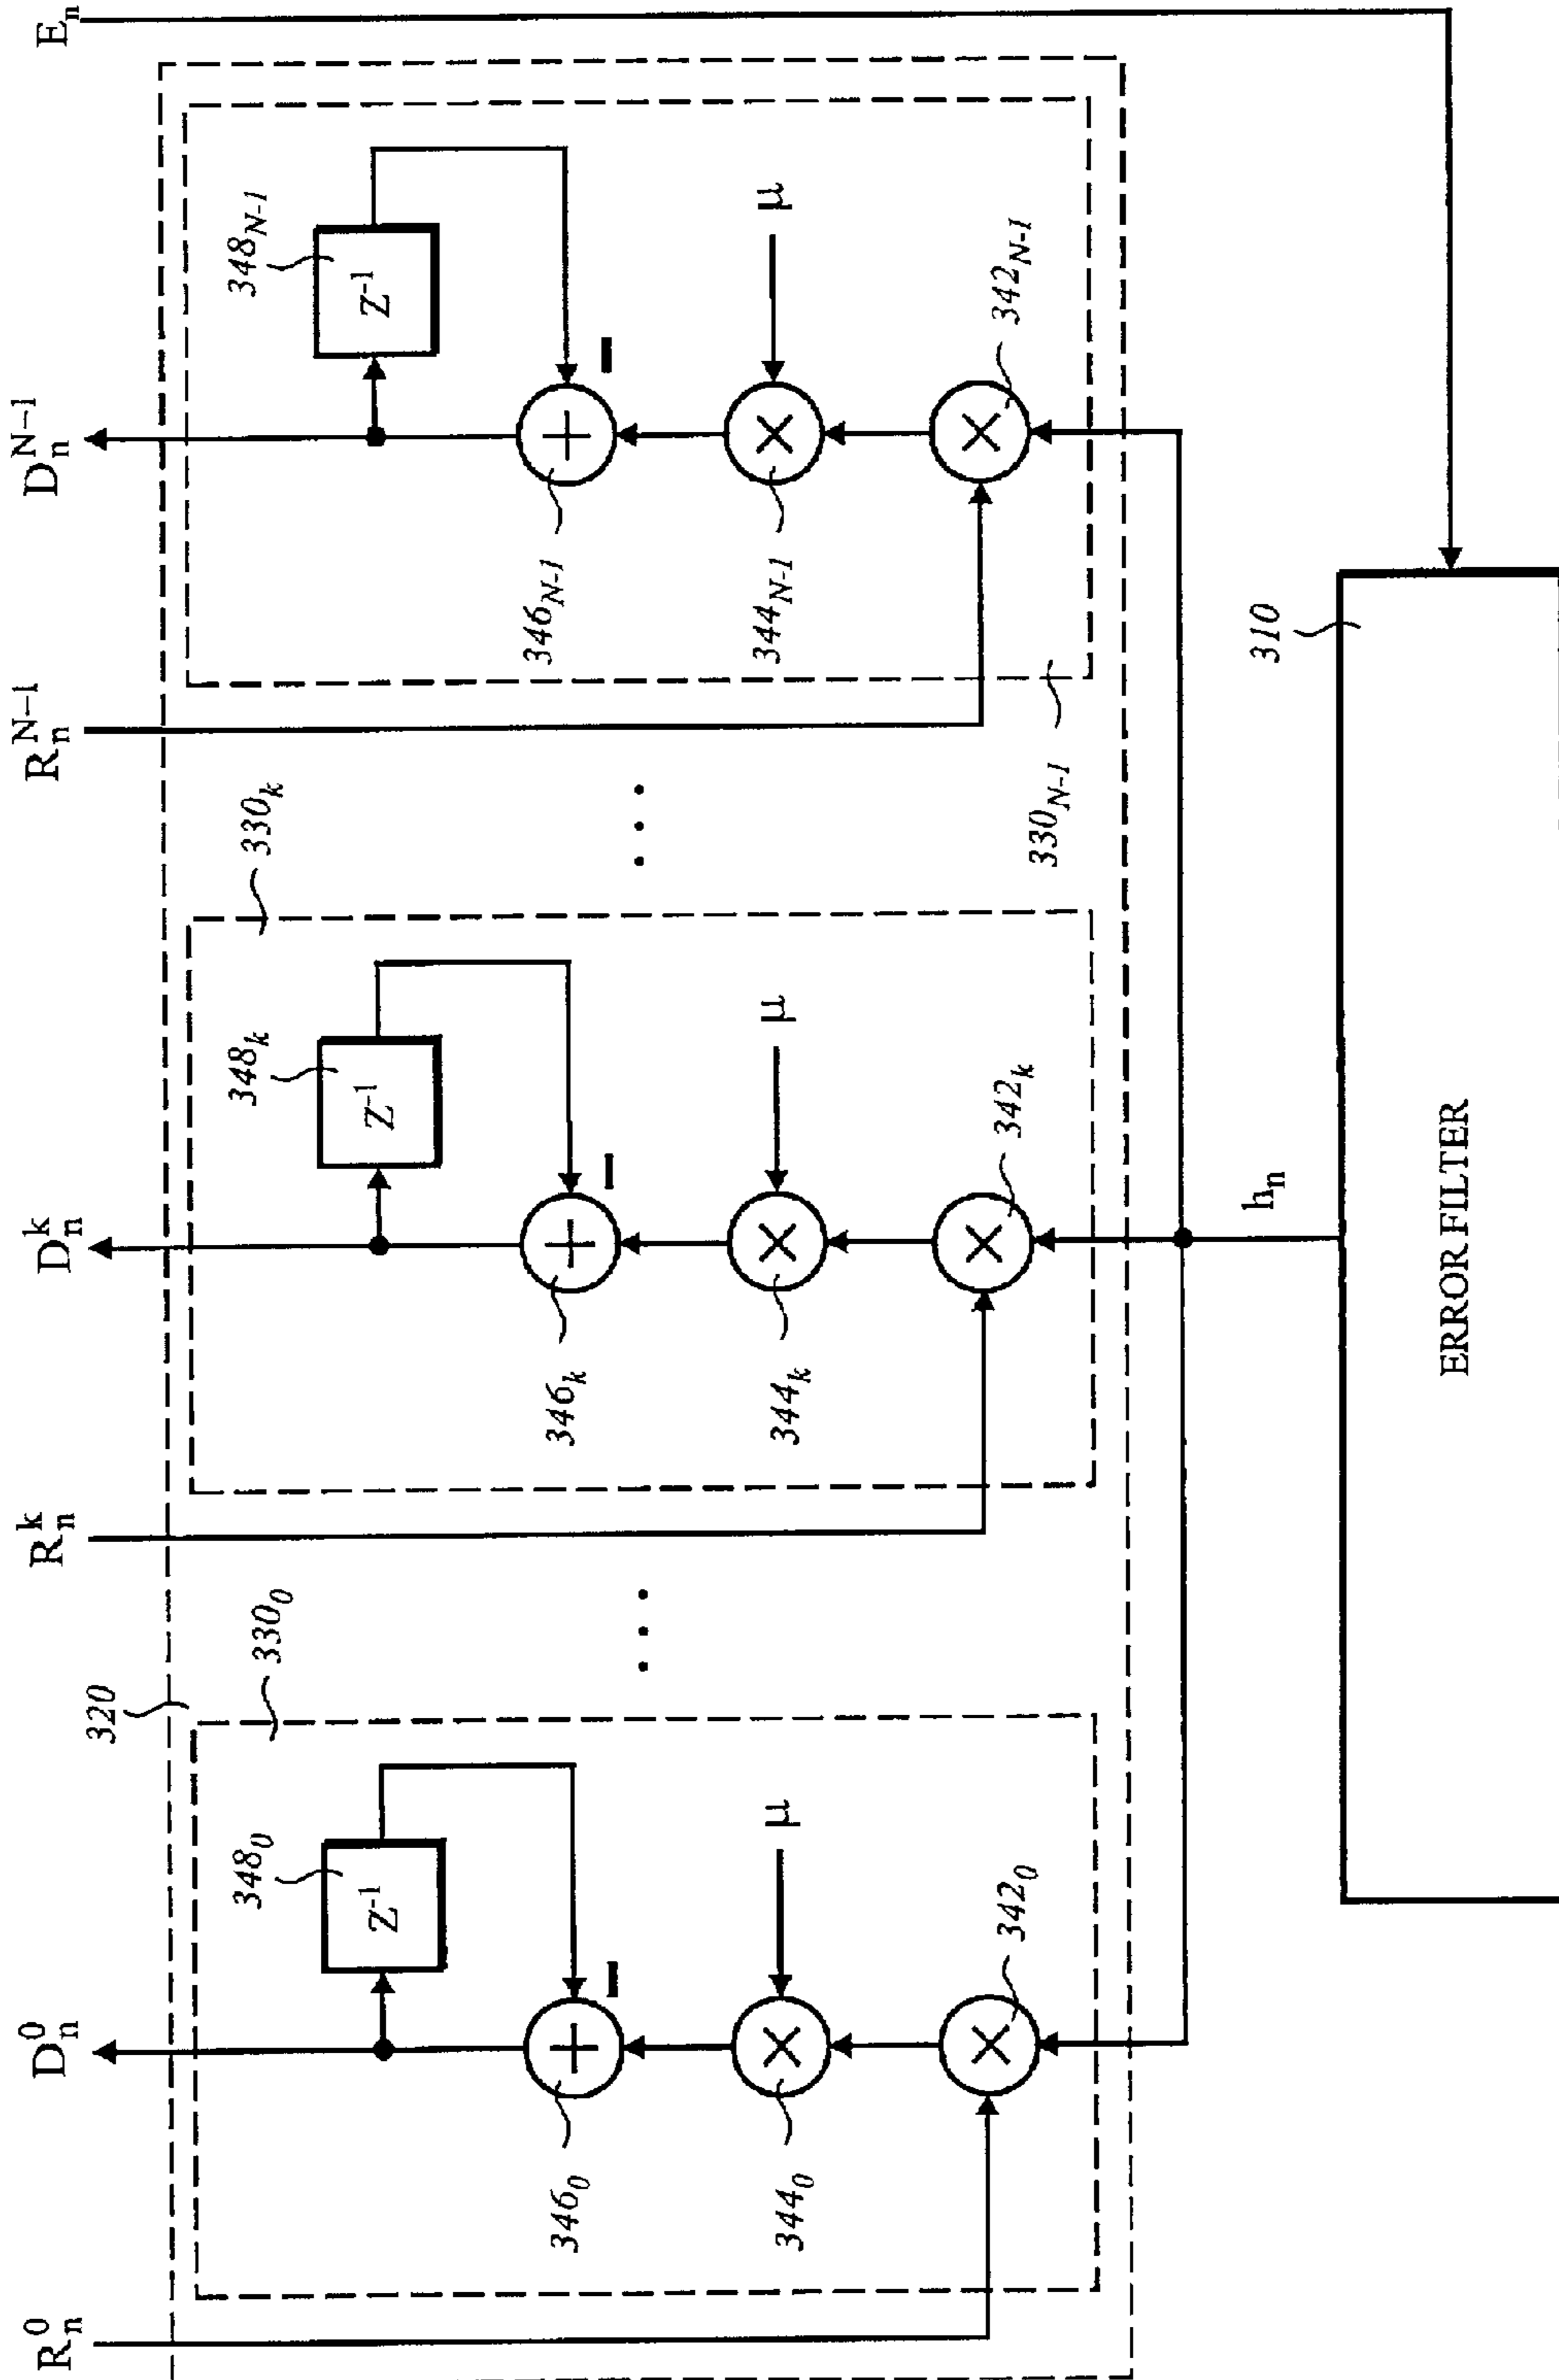 E_n
D_n^{N-1}
R_n^{N-1}
D_n^k
R_n^k
D_n^0
R_n^0
320
330_0
348_0
Z^{-1}
346_0
μ
344_0
342_0
...
330_k
348_k
Z^{-1}
346_k
μ
344_k
342_k
...
330_{N-1}
348_{N-1}
Z^{-1}
346_{N-1}
μ
344_{N-1}
342_{N-1}
h_n
310
ERROR FILTER